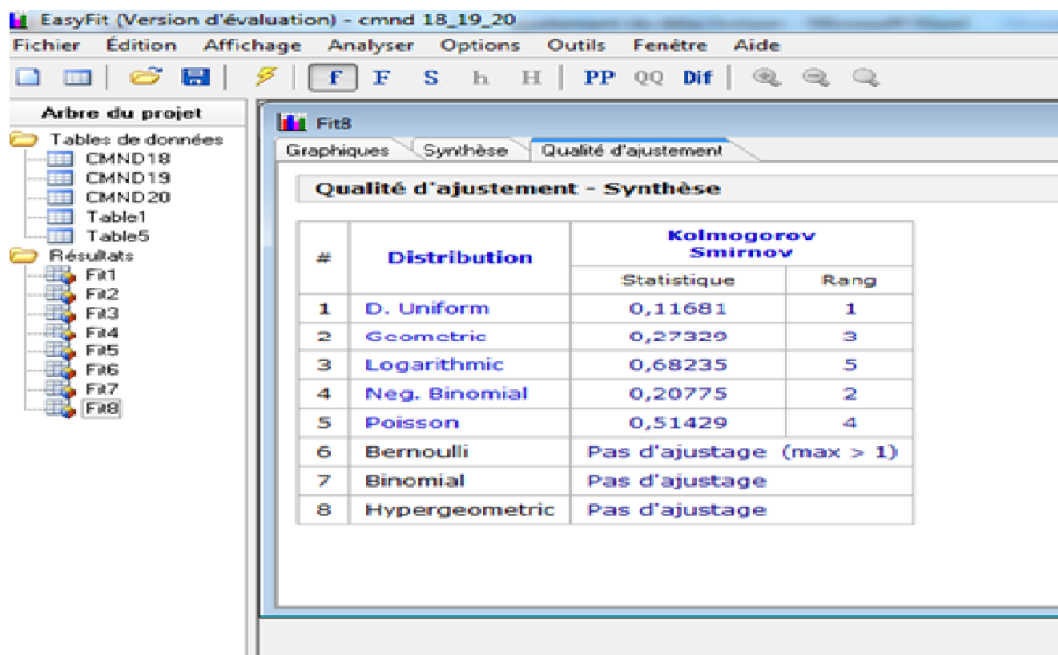 EasyFit (Version d'évaluation) - cmnd 18_19_20
Fichier Édition Affichage Analyser Options Outils Fenêtre Aide
f F S h H PP QQ Dif
Arbre du projet
Tables de données
CMND18
CMND19
CMND20
Table1
Table5
Résultats
Fit1
Fit2
Fit3
Fit4
Fit5
Fit6
Fit7
Fit8
Fit8
Graphiques Synthèse Qualité d'ajustement
Qualité d'ajustement - Synthèse
# Distribution Kolmogorov Smirnov
Statistique Rang
1 D. Uniform 0,11681 1
2 Geometric 0,27329 3
3 Logarithmic 0,68235 5
4 Neg. Binomial 0,20775 2
5 Poisson 0,51429 4
6 Bernoulli Pas d'ajustage (max > 1)
7 Binomial Pas d'ajustage
8 Hypergeometric Pas d'ajustage